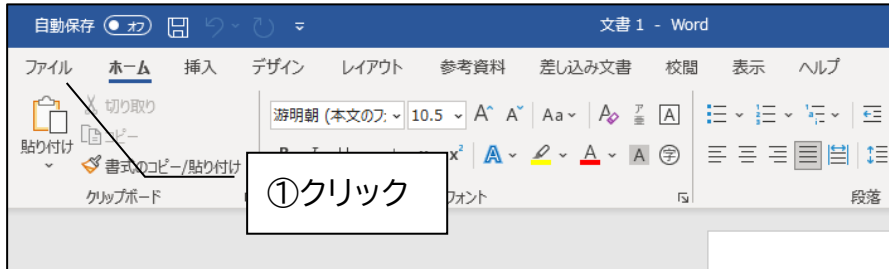 自動保存 オフ 文書 1 - Word
ファイル ホーム 挿入 デザイン レイアウト 参考資料 差し込み文書 校閲 表示 ヘルプ
切り取り
游明朝 (本文のフ: 10.5 A A Aa A ア亜 A
コピー
貼り付け
書式のコピー/貼り付け
x² A A A 字
①クリック
クリップボード フォント 段落